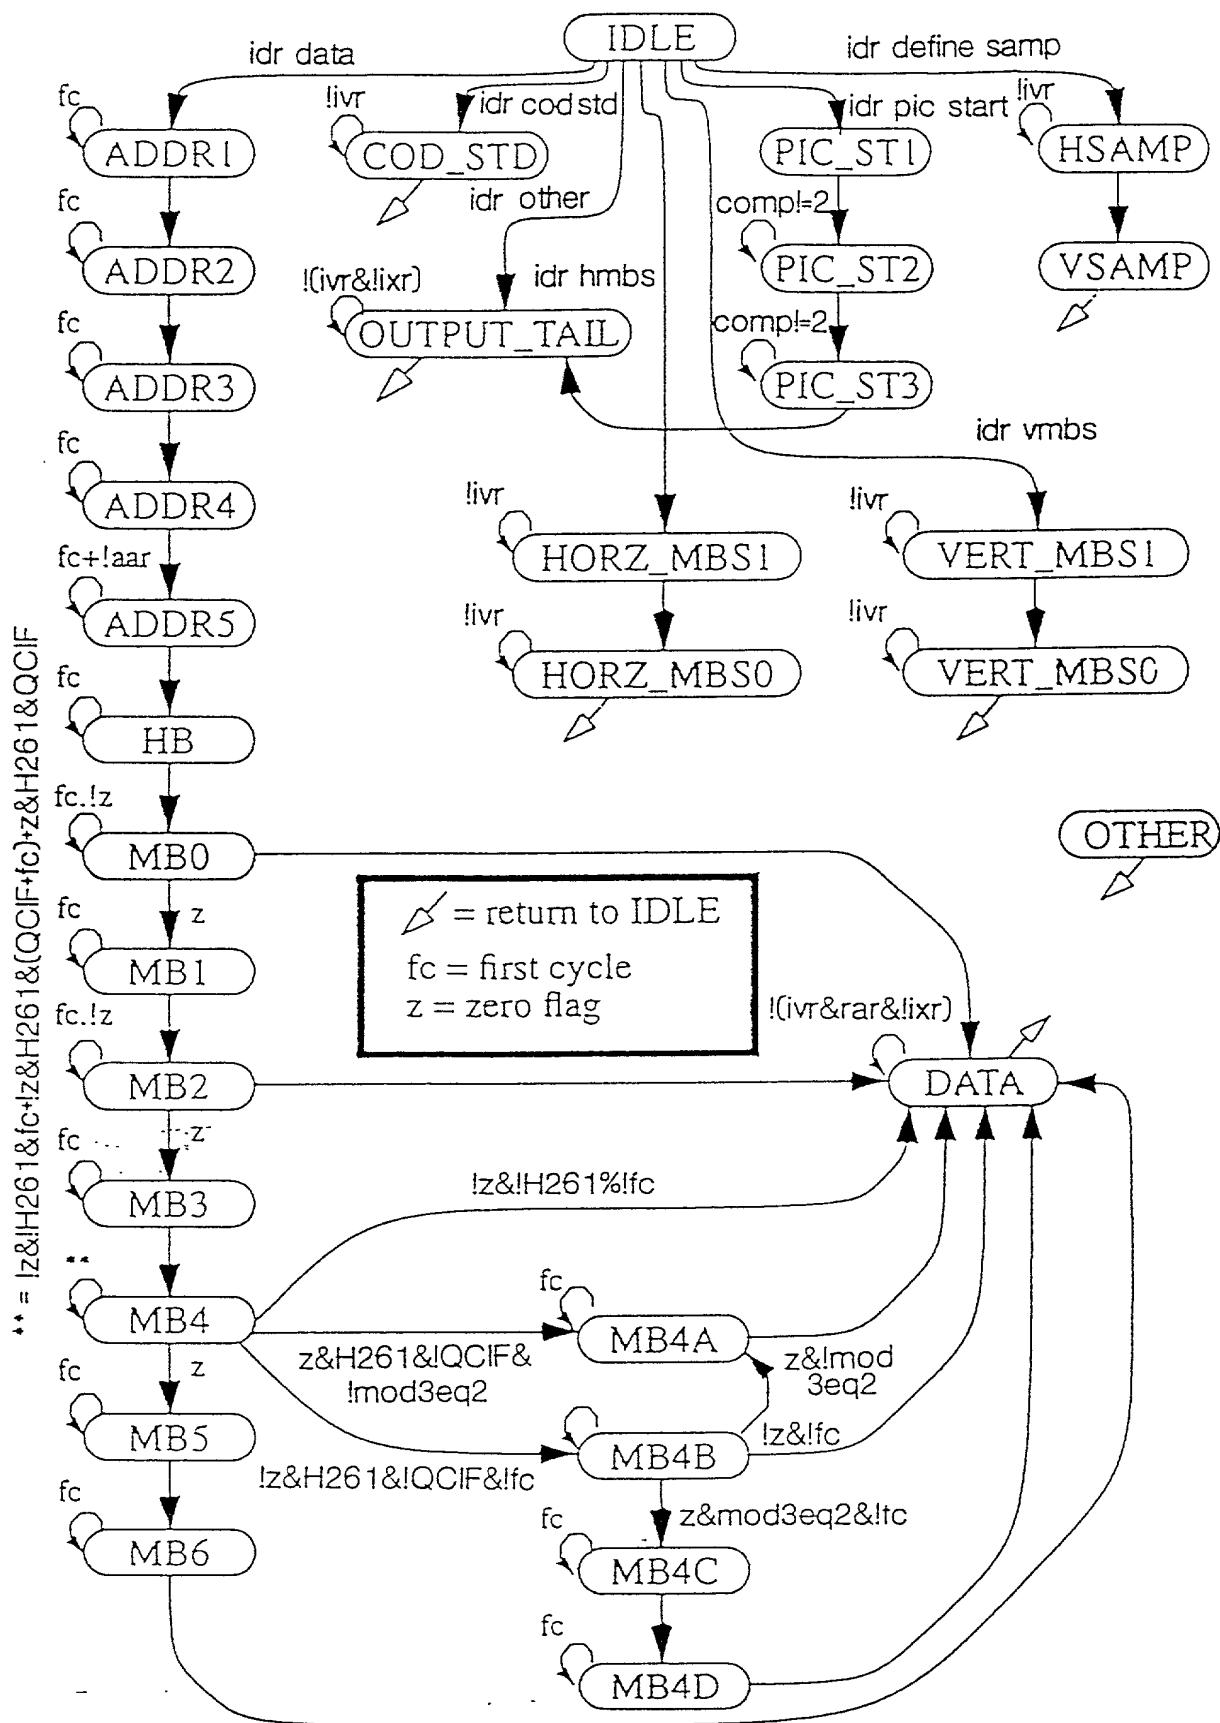 IDLE
idr data
idr define samp
fc
!ivr
idr codstd
idr pic start
!ivr
ADDR1
COD_STD
PIC_ST1
HSAMP
fc
idr other
comp!=2
ADDR2
PIC_ST2
VSAMP
!(ivr&!ixr)
idr hmbs
fc
OUTPUT_TAIL
comp!=2
ADDR3
PIC_ST3
fc
idr vmbs
ADDR4
!ivr
!ivr
HORZ_MBS1
VERT_MBS1
fc+!aar
ADDR5
!ivr
!ivr
HORZ_MBS0
VERT_MBS0
fc
HB
fc.!z
MB0
OTHER
fc
z
MB1
= return to IDLE
fc = first cycle
z = zero flag
fc.!z
MB2
!(ivr&rar&!ixr)
DATA
z
fc
MB3
!z&!H261%!fc
**
MB4
fc
MB4A
z&H261&!QCIF&
!mod3eq2
z&!mod
3eq2
z
fc
MB5
MB4B
!z&!fc
!z&H261&!QCIF&!fc
z&mod3eq2&!tc
fc
MB6
fc
MB4C
fc
MB4D
** = !z&!H261&fc+!z&H261&(QCIF+fc)+z&H261&QCIF